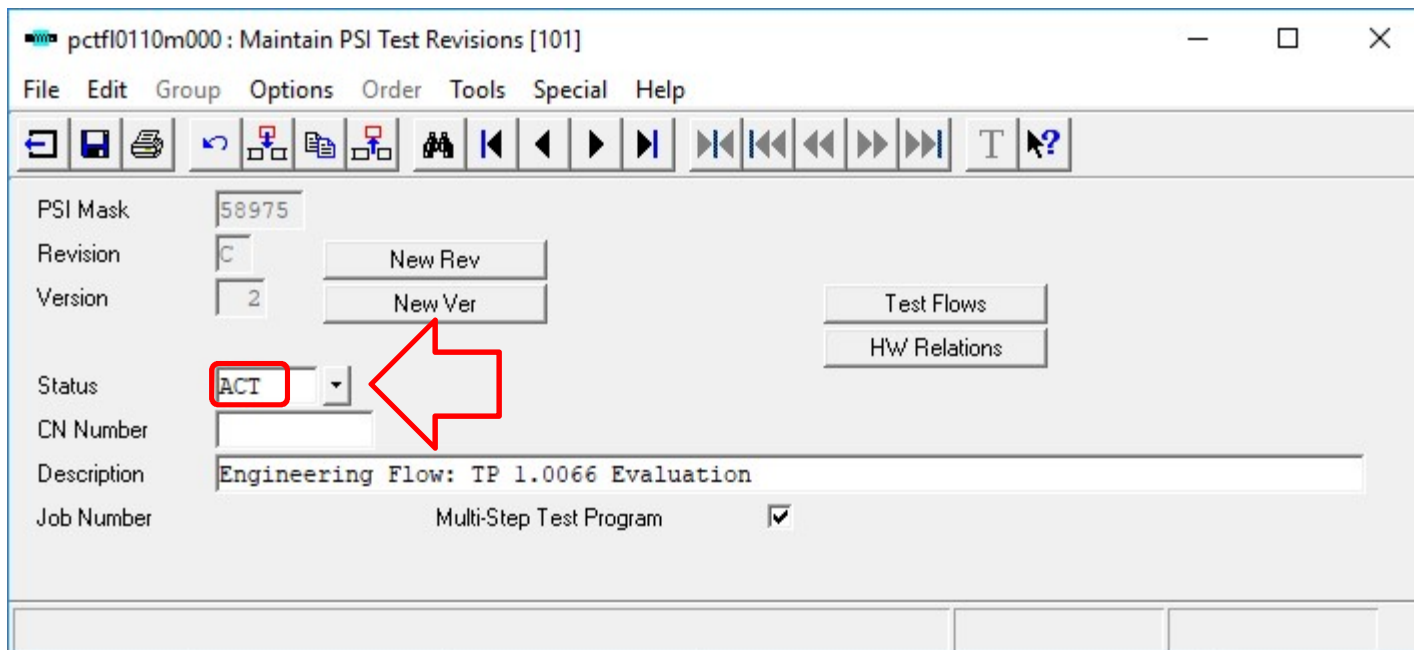 pctfl0110m000 : Maintain PSI Test Revisions [101]
File Edit Group Options Order Tools Special Help
T ?
PSI Mask 58975
Revision C New Rev
Version 2 New Ver Test Flows
HW Relations
Status ACT
CN Number
Description Engineering Flow: TP 1.0066 Evaluation
Job Number Multi-Step Test Program